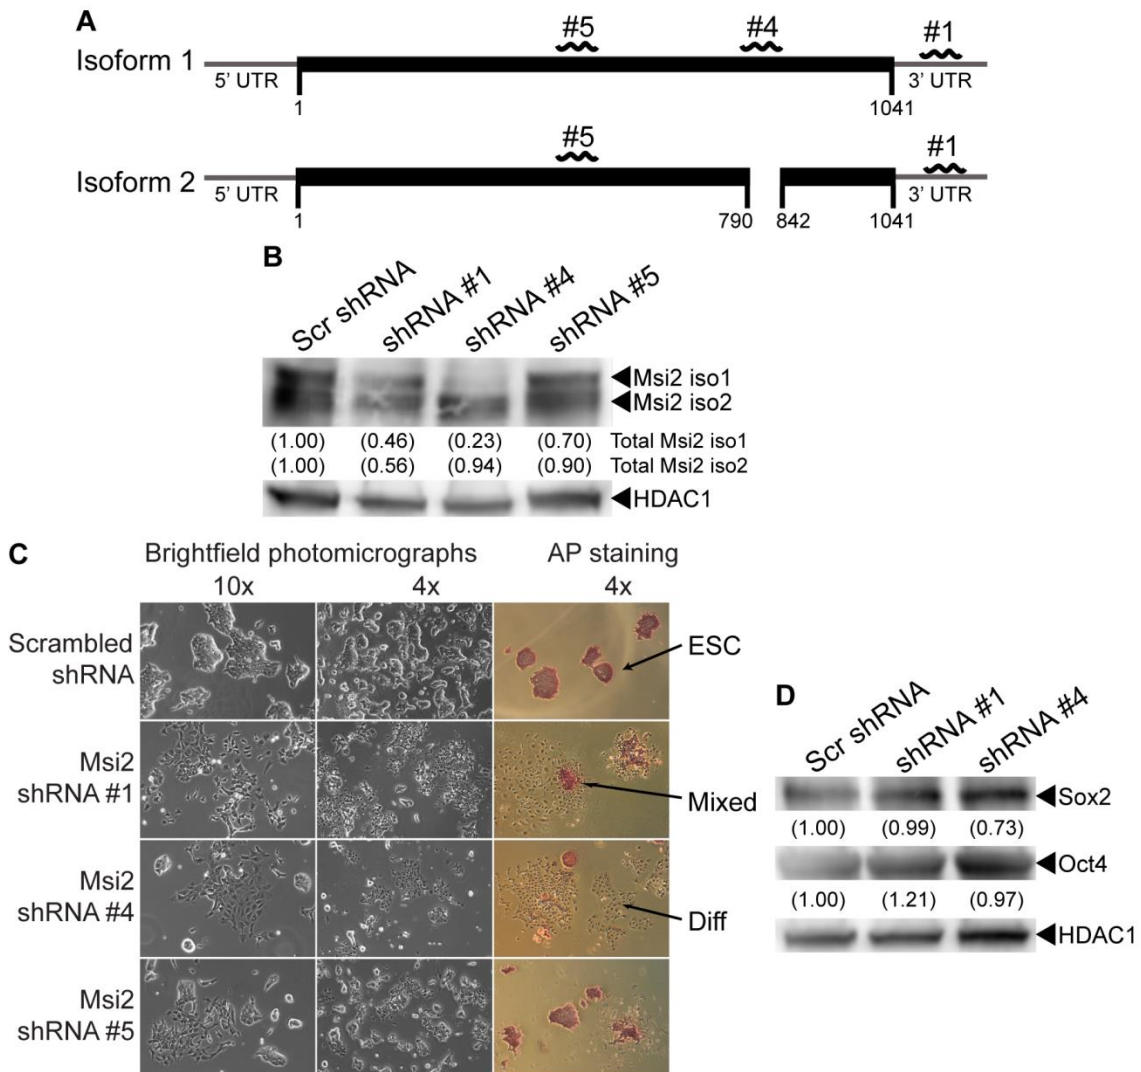 A
#5 #4 #1
Isoform 1
5' UTR 3' UTR
1 1041
#5 #1
Isoform 2
5' UTR 3' UTR
1 790 842 1041
B
Scr shRNA shRNA #1 shRNA #4 shRNA #5
Msi2 iso1
Msi2 iso2
(1.00) (0.46) (0.23) (0.70) Total Msi2 iso1
(1.00) (0.56) (0.94) (0.90) Total Msi2 iso2
HDAC1
C
Brightfield photomicrographs AP staining
10x 4x 4x
Scrambled
shRNA
ESC
Msi2
shRNA #1
Mixed
Msi2
shRNA #4
Diff
Msi2
shRNA #5
D
Scr shRNA shRNA #1 shRNA #4
Sox2
(1.00) (0.99) (0.73)
Oct4
(1.00) (1.21) (0.97)
HDAC1